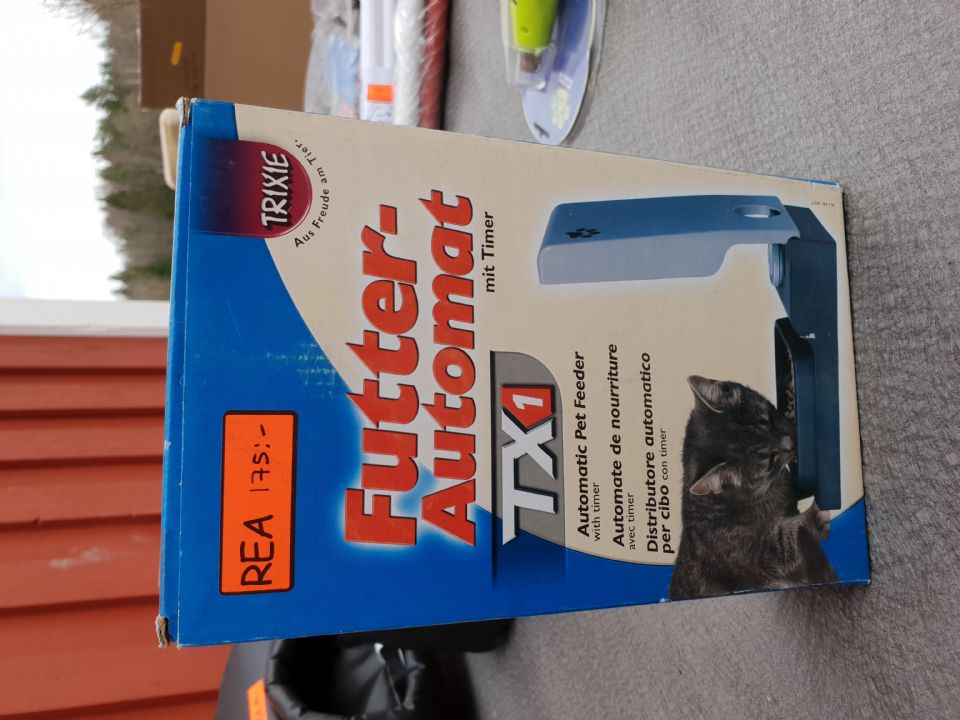 TRIXIE
Aus Freude am Tier.
REA 175:-
Futter-
Automat
mit Timer
TX1
Automatic Pet Feeder
with timer
Automate de nourriture
avec timer
Distributore automatico
per cibo con timer